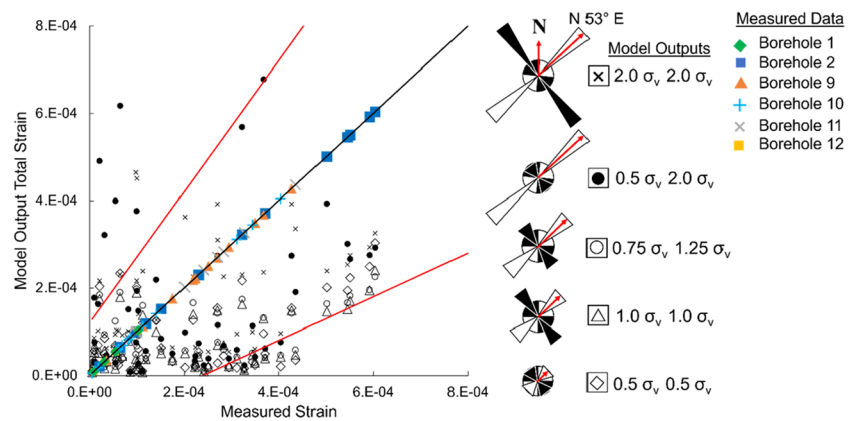 8.E-04
6.E-04
4.E-04
2.E-04
0.E+00
Model Output Total Strain
0.E+00
2.E-04
4.E-04
6.E-04
8.E-04
Measured Strain
N 53° E
N
Model Outputs
2.0 σv 2.0 σv
0.5 σv 2.0 σv
0.75 σv 1.25 σv
1.0 σv 1.0 σv
0.5 σv 0.5 σv
Measured Data
Borehole 1
Borehole 2
Borehole 9
Borehole 10
Borehole 11
Borehole 12